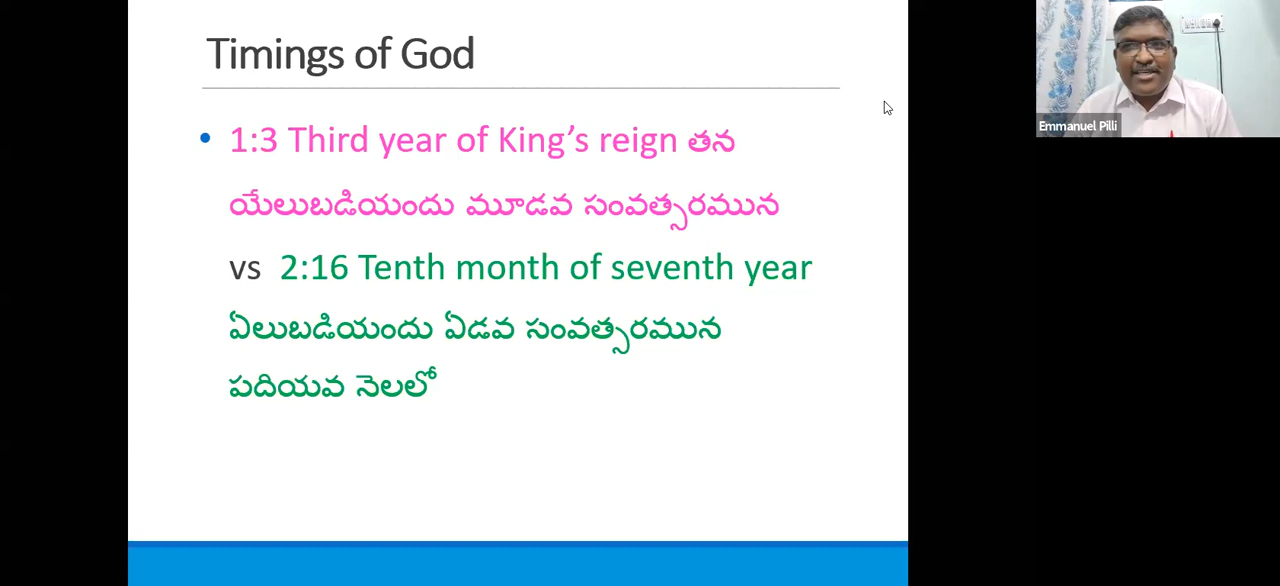 Timings of God
• 1:3 Third year of King’s reign తన
యేలుబడియందు మూడవ సంవత్సరమున
vs 2:16 Tenth month of seventh year
ఏలుబడియందు ఏడవ సంవత్సరమున
పదియవ నెలలో
Emmanuel Pilli